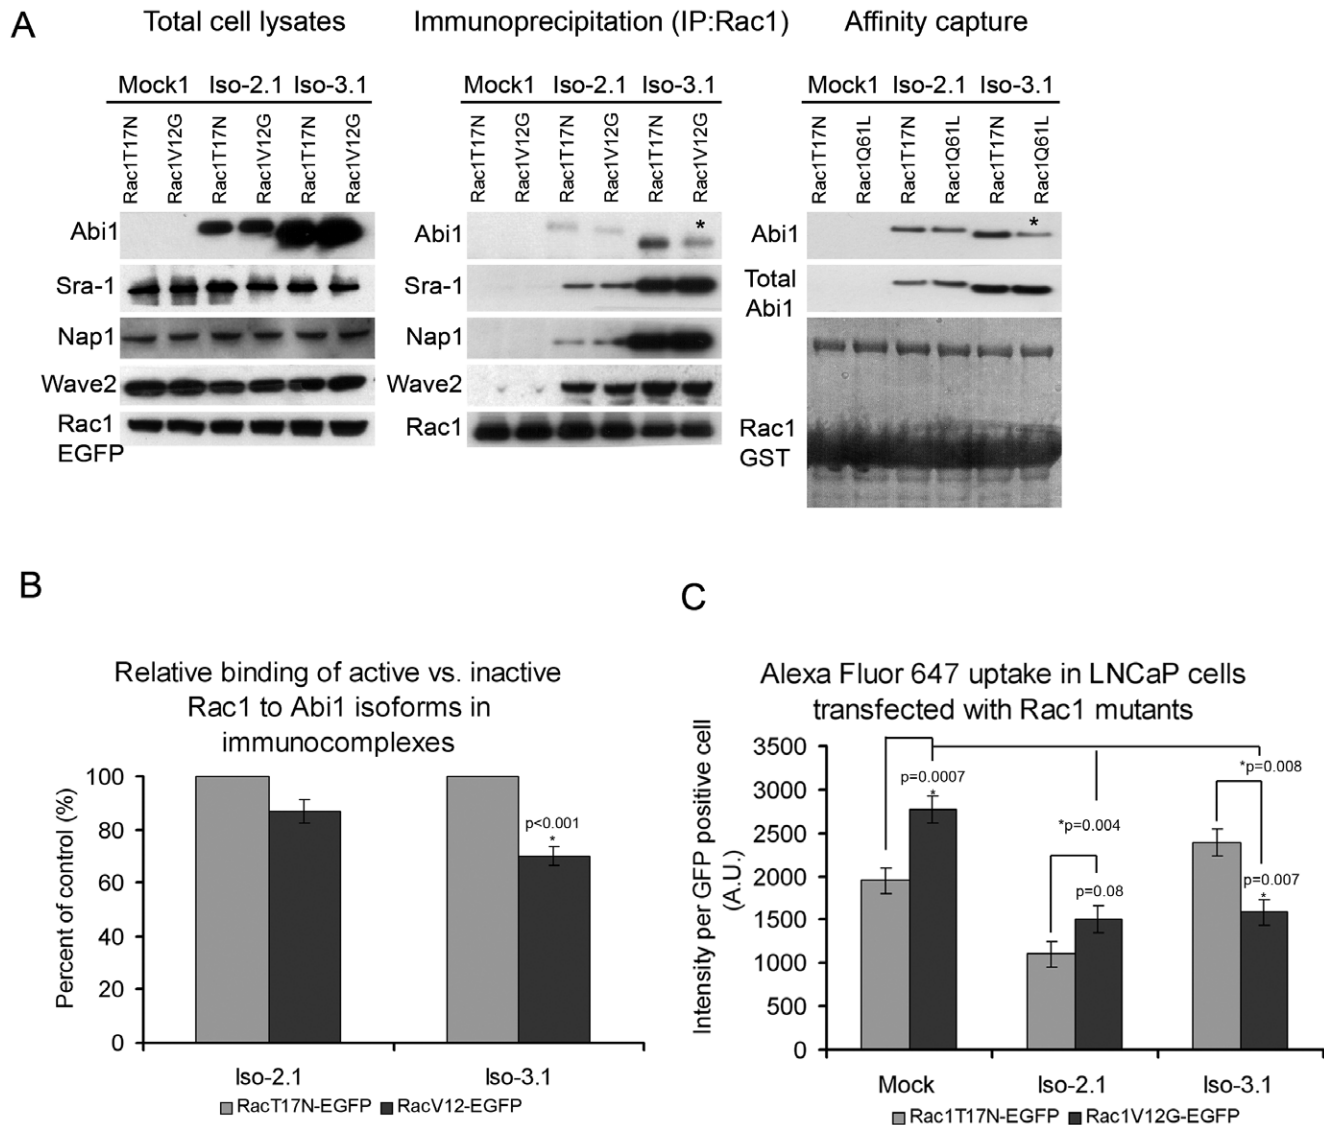 A
Total cell lysates
Immunoprecipitation (IP:Rac1)
Affinity capture
Mock1 Iso-2.1 Iso-3.1
Rac1T17N
Rac1V12G
Rac1T17N
Rac1V12G
Rac1T17N
Rac1V12G
Abi1
Sra-1
Nap1
Wave2
Rac1
EGFP
Mock1 Iso-2.1 Iso-3.1
Rac1T17N
Rac1V12G
Rac1T17N
Rac1V12G
Rac1T17N
Rac1V12G
Abi1 *
Sra-1
Nap1
Wave2
Rac1
Mock1 Iso-2.1 Iso-3.1
Rac1T17N
Rac1Q61L
Rac1T17N
Rac1Q61L
Rac1T17N
Rac1Q61L
Abi1 *
Total
Abi1
Rac1
GST
B
Relative binding of active vs. inactive
Rac1 to Abi1 isoforms in
immunocomplexes
Percent of control (%)
100
80
60
40
20
0
p<0.001
*
Iso-2.1
Iso-3.1
RacT17N-EGFP RacV12-EGFP
C
Alexa Fluor 647 uptake in LNCaP cells
transfected with Rac1 mutants
Intensity per GFP positive cell
(A.U.)
3500
3000
2500
2000
1500
1000
500
0
p=0.0007
*
*p=0.004
p=0.08
*p=0.008
p=0.007
*
Mock
Iso-2.1
Iso-3.1
Rac1T17N-EGFP Rac1V12G-EGFP